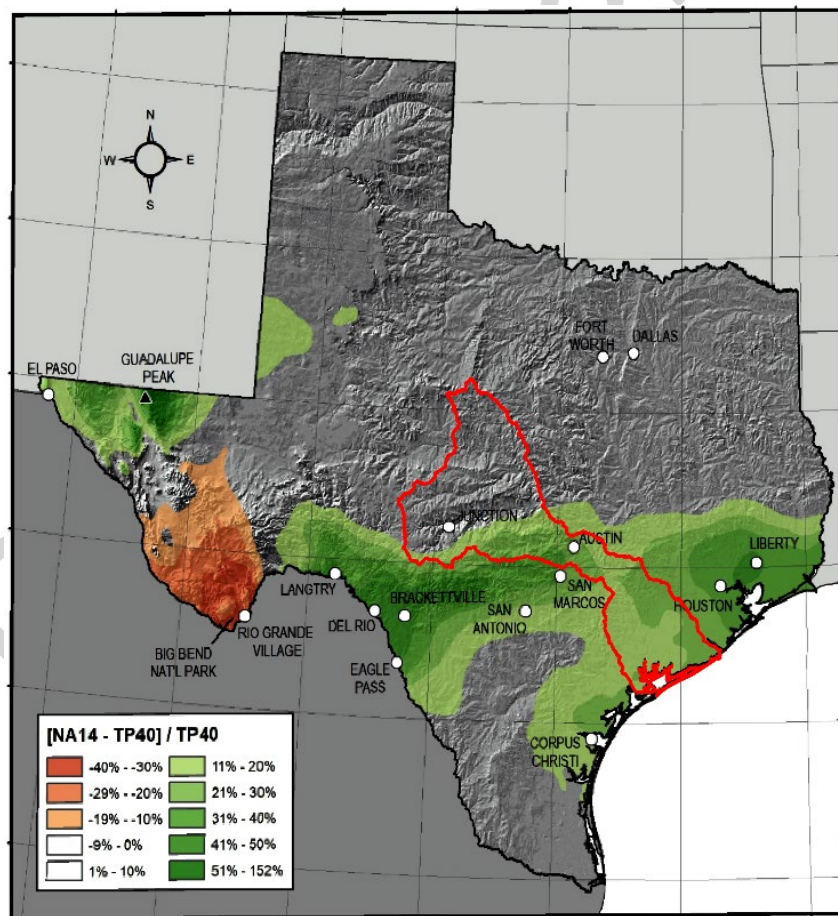 N
W E
S
FORT
WORTH
DALLAS
GUADALUPE
PEAK
EL PASO
JUNCTION
AUSTIN
LIBERTY
LANGTRY
BRACKETTVILLE
SAN
MARCOS
HOUSTON
DEL RIO
SAN
ANTONIO
RIO GRANDE
VILLAGE
BIG BEND
NAT'L PARK
EAGLE
PASS
CORPUS
CHRISTI
[NA14 - TP40] / TP40
-40% - -30% 11% - 20%
-29% - -20% 21% - 30%
-19% - -10% 31% - 40%
-9% - 0% 41% - 50%
1% - 10% 51% - 152%